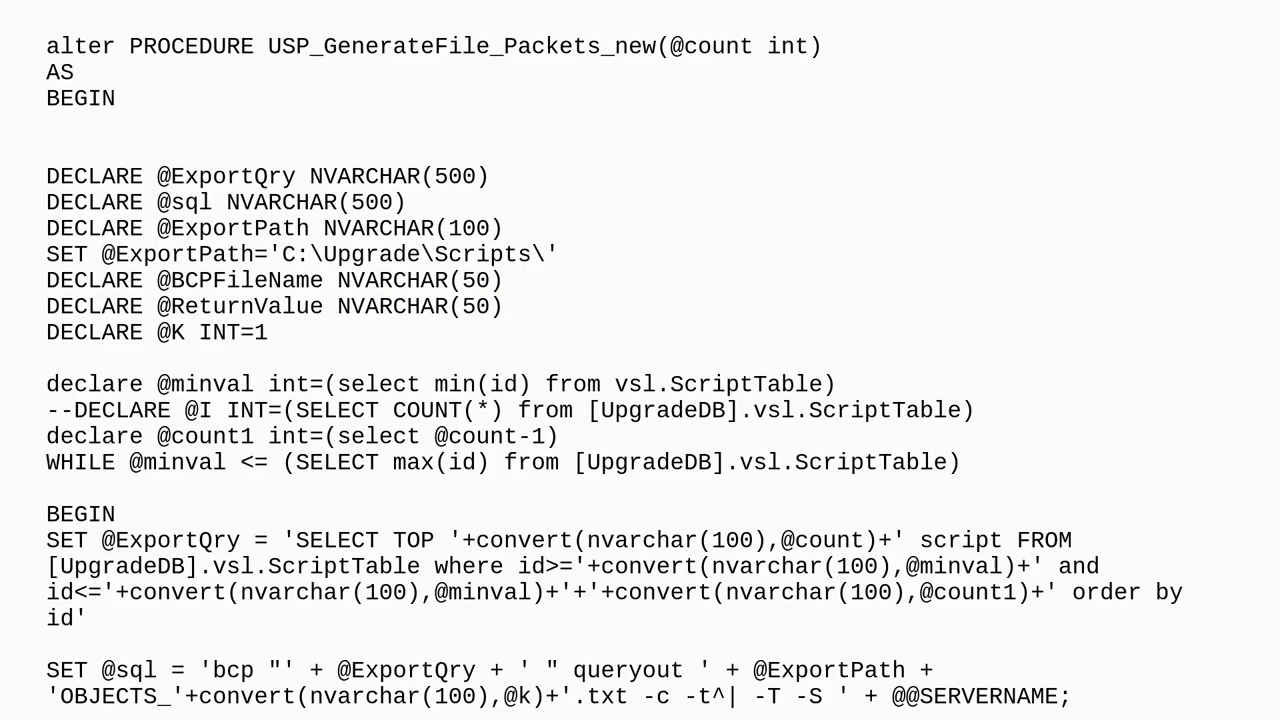 alter PROCEDURE USP_GenerateFile_Packets_new(@count int)
AS
BEGIN
DECLARE @ExportQry NVARCHAR(500)
DECLARE @sql NVARCHAR(500)
DECLARE @ExportPath NVARCHAR(100)
SET @ExportPath='C:\Upgrade\Scripts\'
DECLARE @BCPFileName NVARCHAR(50)
DECLARE @ReturnValue NVARCHAR(50)
DECLARE @K INT=1
declare @minval int=(select min(id) from vsl.ScriptTable)
--DECLARE @I INT=(SELECT COUNT(*) from [UpgradeDB].vsl.ScriptTable)
declare @count1 int=(select @count-1)
WHILE @minval <= (SELECT max(id) from [UpgradeDB].vsl.ScriptTable)
BEGIN
SET @ExportQry = 'SELECT TOP '+convert(nvarchar(100),@count)+' script FROM
[UpgradeDB].vsl.ScriptTable where id>='+convert(nvarchar(100),@minval)+' and
id<='+convert(nvarchar(100),@minval)+'+'+convert(nvarchar(100),@count1)+' order by
id'
SET @sql = 'bcp "' + @ExportQry + ' " queryout ' + @ExportPath +
'OBJECTS_'+convert(nvarchar(100),@k)+'.txt -c -t^| -T -S ' + @@SERVERNAME;